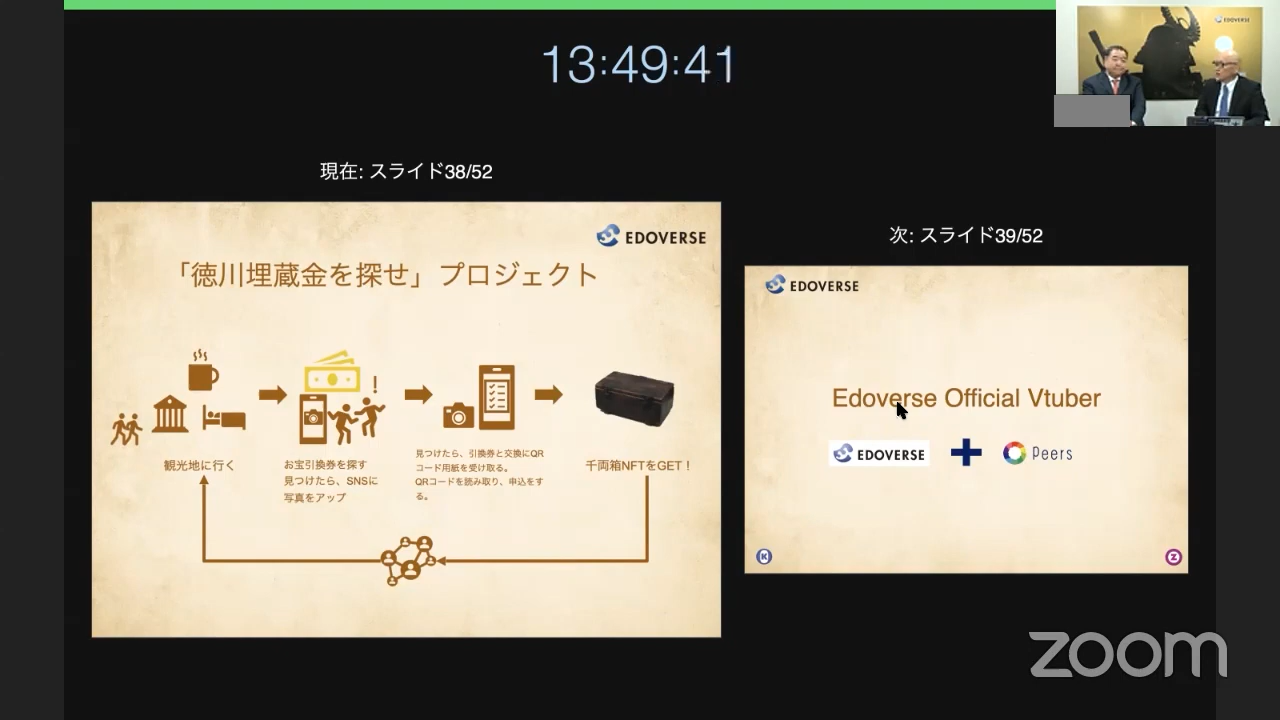 13:49:41
EDOVERSE
現在: スライド38/52
次: スライド39/52
EDOVERSE
「徳川埋蔵金を探せ」プロジェクト
観光地に行く
お宝引換券を探す
見つけたら、SNSに
写真をアップ
見つけたら、引換券と交換にQR
コード用紙を受け取る。
QRコードを読み取り、申込をす
る。
千両箱NFTをGET！
EDOVERSE
Edoverse Official Vtuber
EDOVERSE
Peers
K
Z
zoom